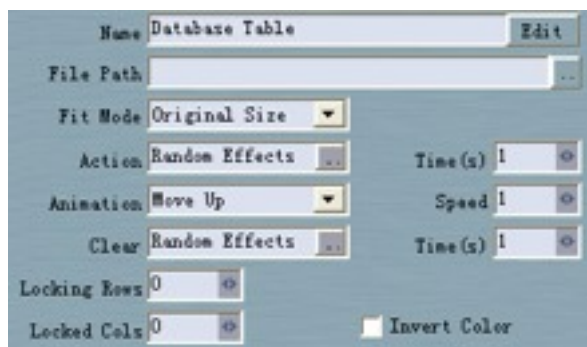 Name Database Table Edit
File Path ..
Fit Mode Original Size
Action Random Effects .. Time(s) 1
Animation Move Up Speed 1
Clear Random Effects .. Time(s) 1
Locking Rows 0
Locked Cols 0 Invert Color